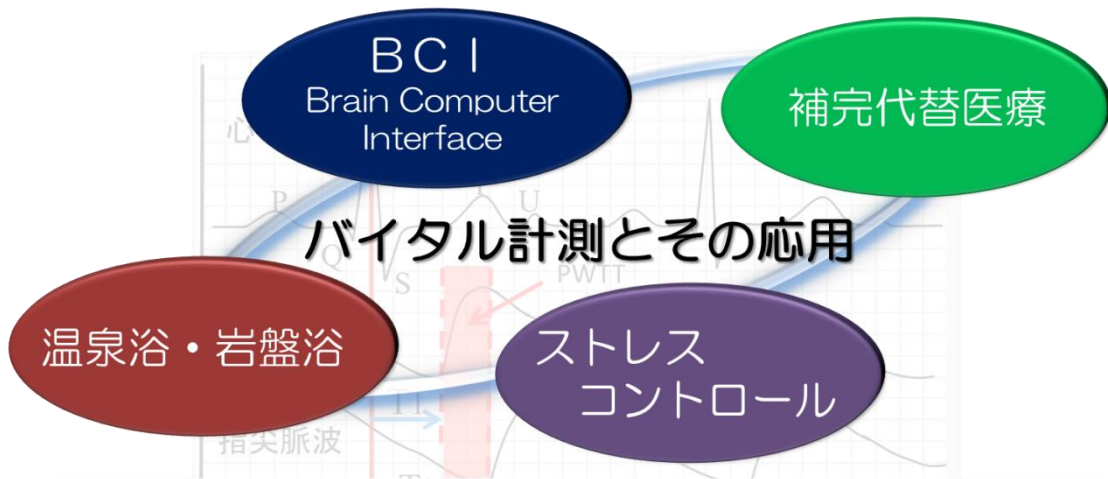 BCI
Brain Computer
Interface
補完代替医療
心
P
U
バイタル計測とその応用
Q
S
PWTT
温泉浴・岩盤浴
ストレス
コントロール
T1
指尖脈波